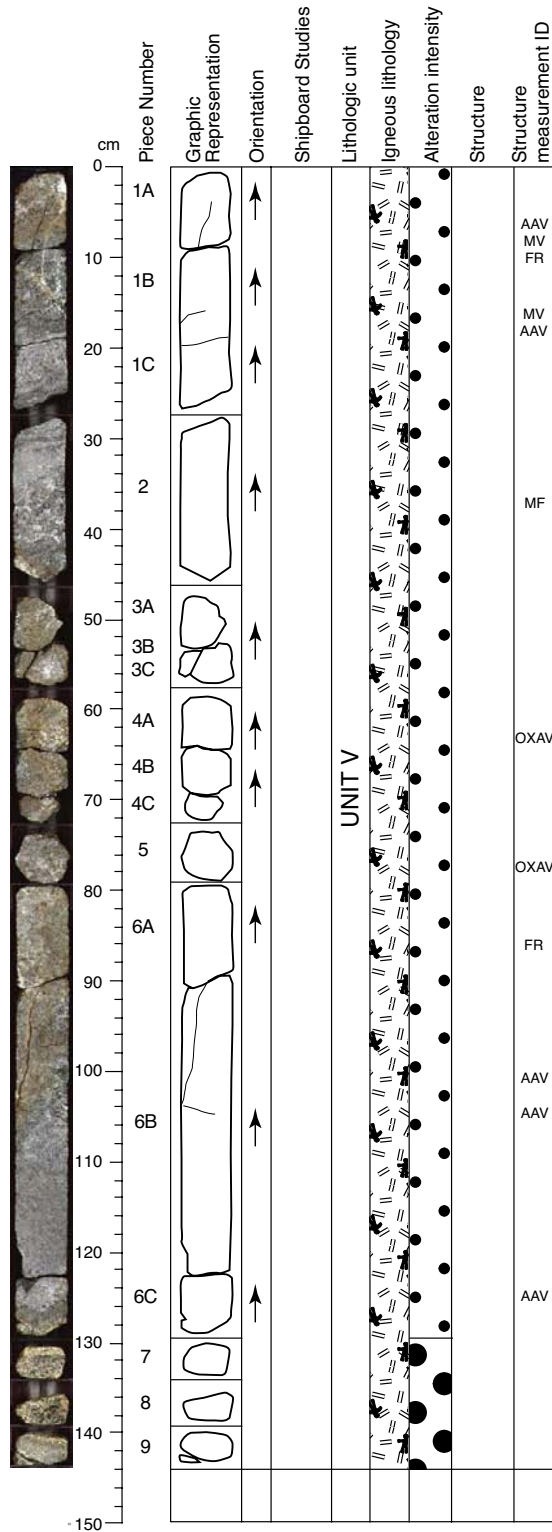 cm
Piece Number
Graphic
Representation
Orientation
Shipboard Studies
Lithologic unit
Igneous lithology
Alteration intensity
Structure
Structure
measurement ID
0
1A
AAV
MV
FR
10
1B
MV
AAV
20
1C
30
2
MF
40
50
3A
3B
3C
60
4A
OXAV
4B
70
4C
UNIT V
5
OXAV
80
6A
FR
90
100
AAV
AAV
6B
110
120
6C
AAV
130
7
8
140
9
150